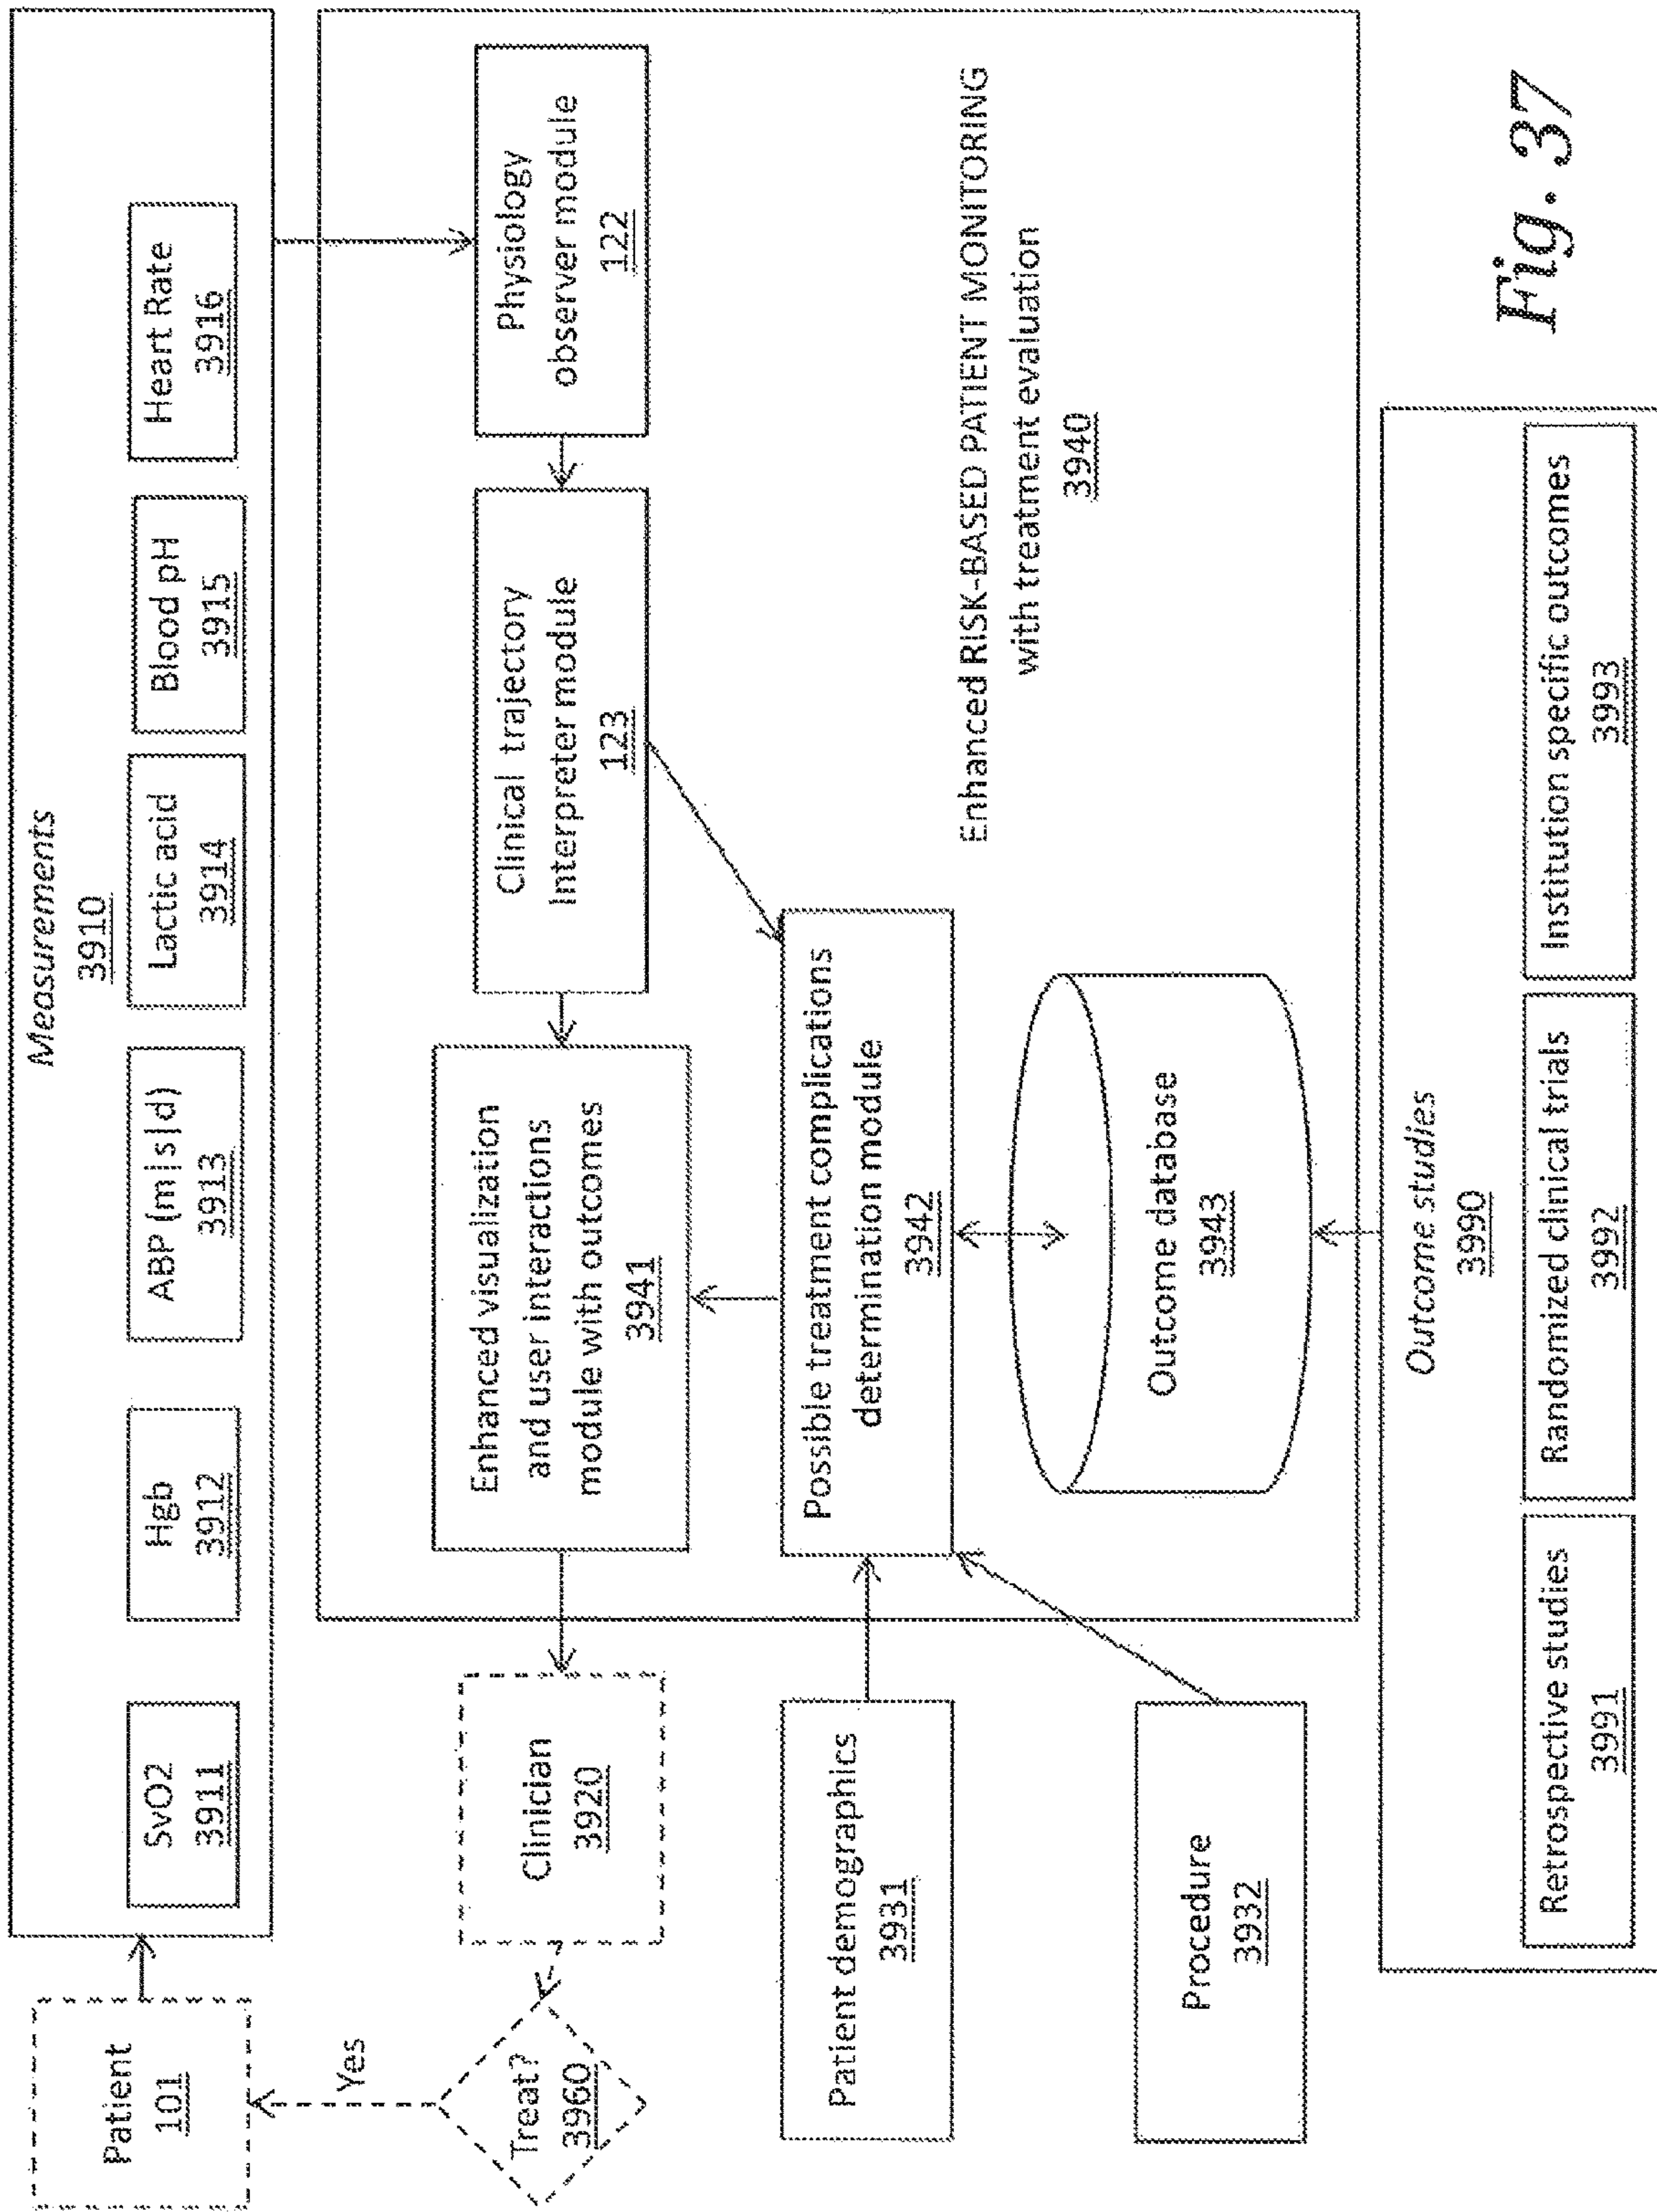 Patient
101
Measurements
3910
SvO2
3911
Hgb
3912
ABP (m|s|d)
3913
Lactic acid
3914
Blood pH
3915
Heart Rate
3916
Yes
Treat?
3960
Clinician
3920
Enhanced visualization
and user interactions
module with outcomes
3941
Clinical trajectory
Interpreter module
123
Physiology
observer module
122
Patient demographics
3931
Possible treatment complications
determination module
3942
Enhanced RISK-BASED PATIENT MONITORING
with treatment evaluation
3940
Procedure
3932
Outcome database
3943
Outcome studies
3990
Retrospective studies
3991
Randomized clinical trials
3992
Institution specific outcomes
3993
Fig. 37